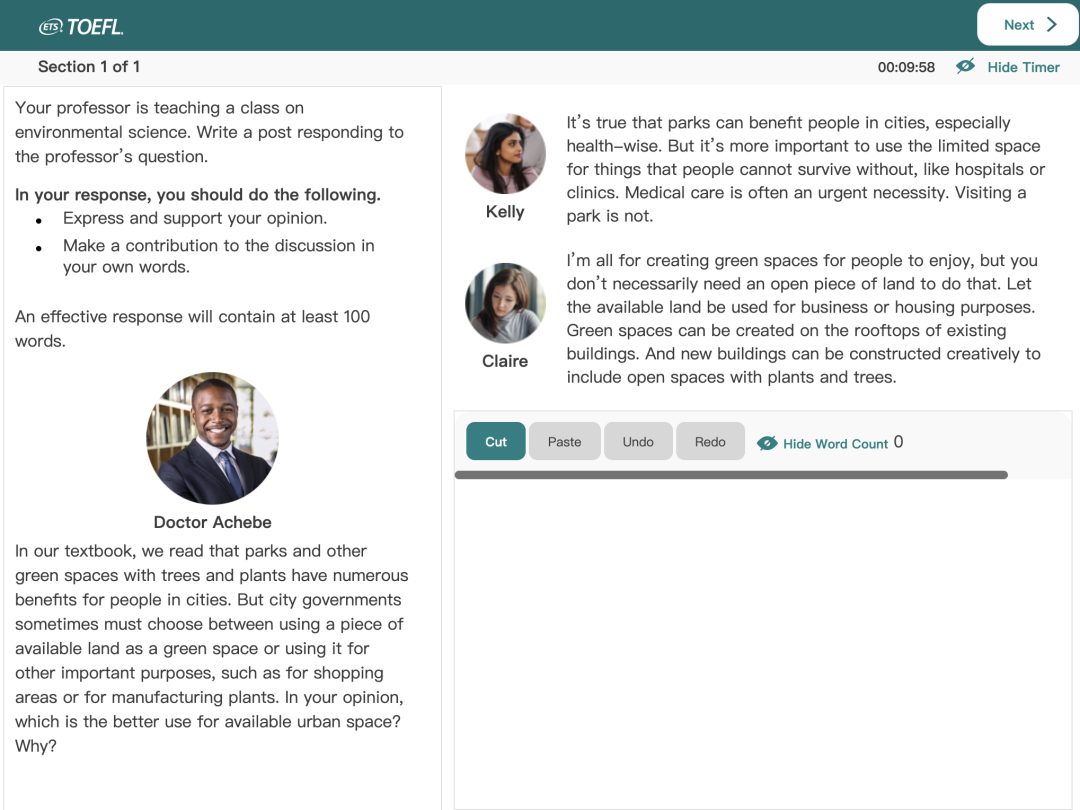 ETS TOEFL.
Next
Section 1 of 1
00:09:58
Hide Timer
Your professor is teaching a class on
environmental science. Write a post responding to
the professor's question.
In your response, you should do the following.
• Express and support your opinion.
• Make a contribution to the discussion in
your own words.
An effective response will contain at least 100
words.
Doctor Achebe
In our textbook, we read that parks and other
green spaces with trees and plants have numerous
benefits for people in cities. But city governments
sometimes must choose between using a piece of
available land as a green space or using it for
other important purposes, such as for shopping
areas or for manufacturing plants. In your opinion,
which is the better use for available urban space?
Why?
Kelly
It's true that parks can benefit people in cities, especially
health-wise. But it's more important to use the limited space
for things that people cannot survive without, like hospitals or
clinics. Medical care is often an urgent necessity. Visiting a
park is not.
Claire
I'm all for creating green spaces for people to enjoy, but you
don't necessarily need an open piece of land to do that. Let
the available land be used for business or housing purposes.
Green spaces can be created on the rooftops of existing
buildings. And new buildings can be constructed creatively to
include open spaces with plants and trees.
Cut
Paste
Undo
Redo
Hide Word Count 0